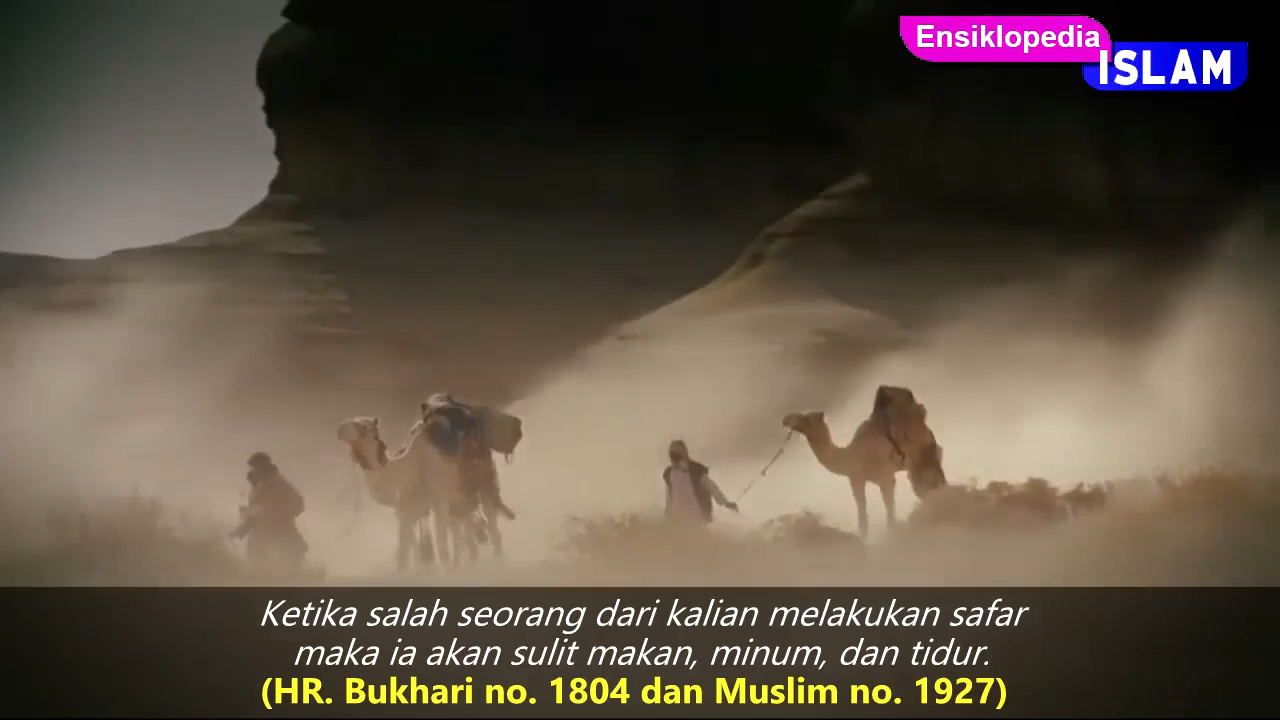 Ensiklopedia
ISLAM
Ketika salah seorang dari kalian melakukan safar
maka ia akan sulit makan, minum, dan tidur.
(HR. Bukhari no. 1804 dan Muslim no. 1927)